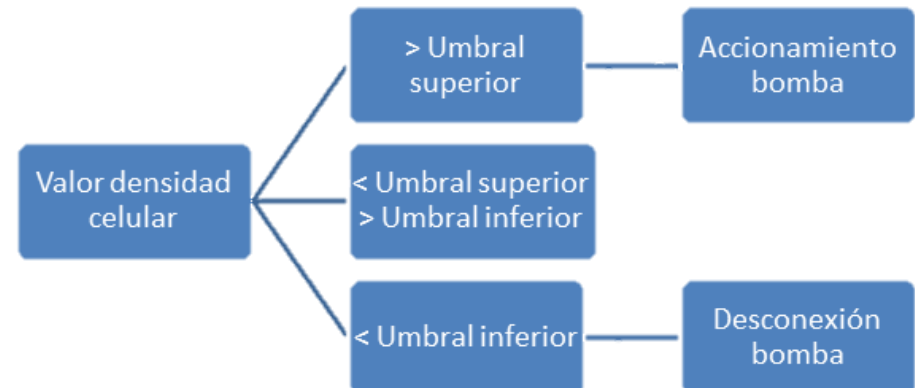 Valor densidad
celular
> Umbral
superior
Accionamiento
bomba
< Umbral superior
> Umbral inferior
< Umbral inferior
Desconexión
bomba